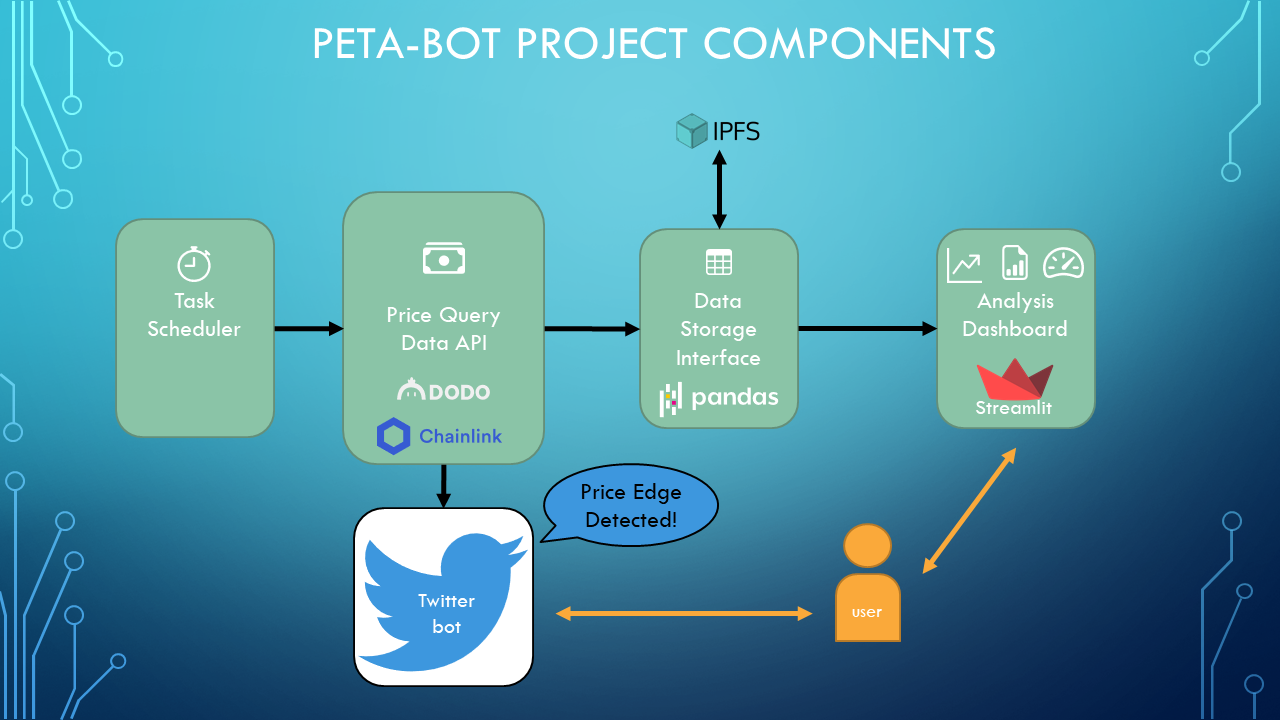 PETA-BOT PROJECT COMPONENTS
IPFS
Task
Scheduler
Price Query
Data API
DODO
Chainlink
Data
Storage
Interface
pandas
Analysis
Dashboard
Streamlit
Price Edge
Detected!
Twitter
bot
user